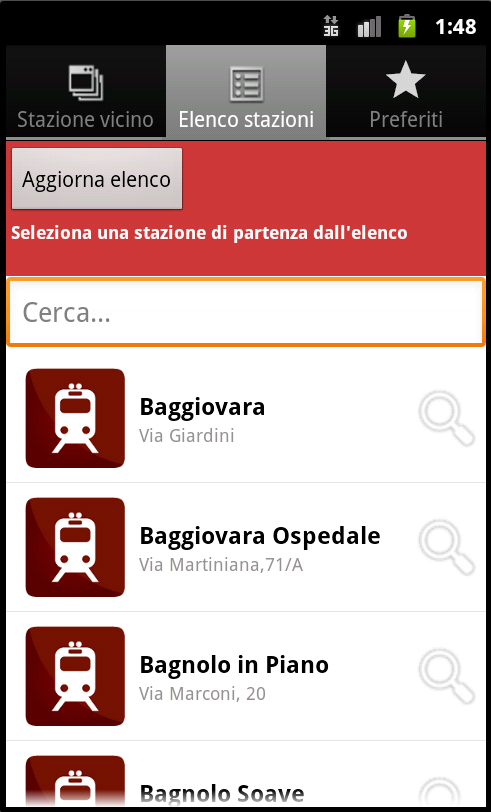 3G
1:48
Stazione vicino
Elenco stazioni
Preferiti
Aggiorna elenco
Seleziona una stazione di partenza dall'elenco
Cerca...
Baggiovara
Via Giardini
Baggiovara Ospedale
Via Martiniana,71/A
Bagnolo in Piano
Via Marconi, 20
Bagnolo Soave